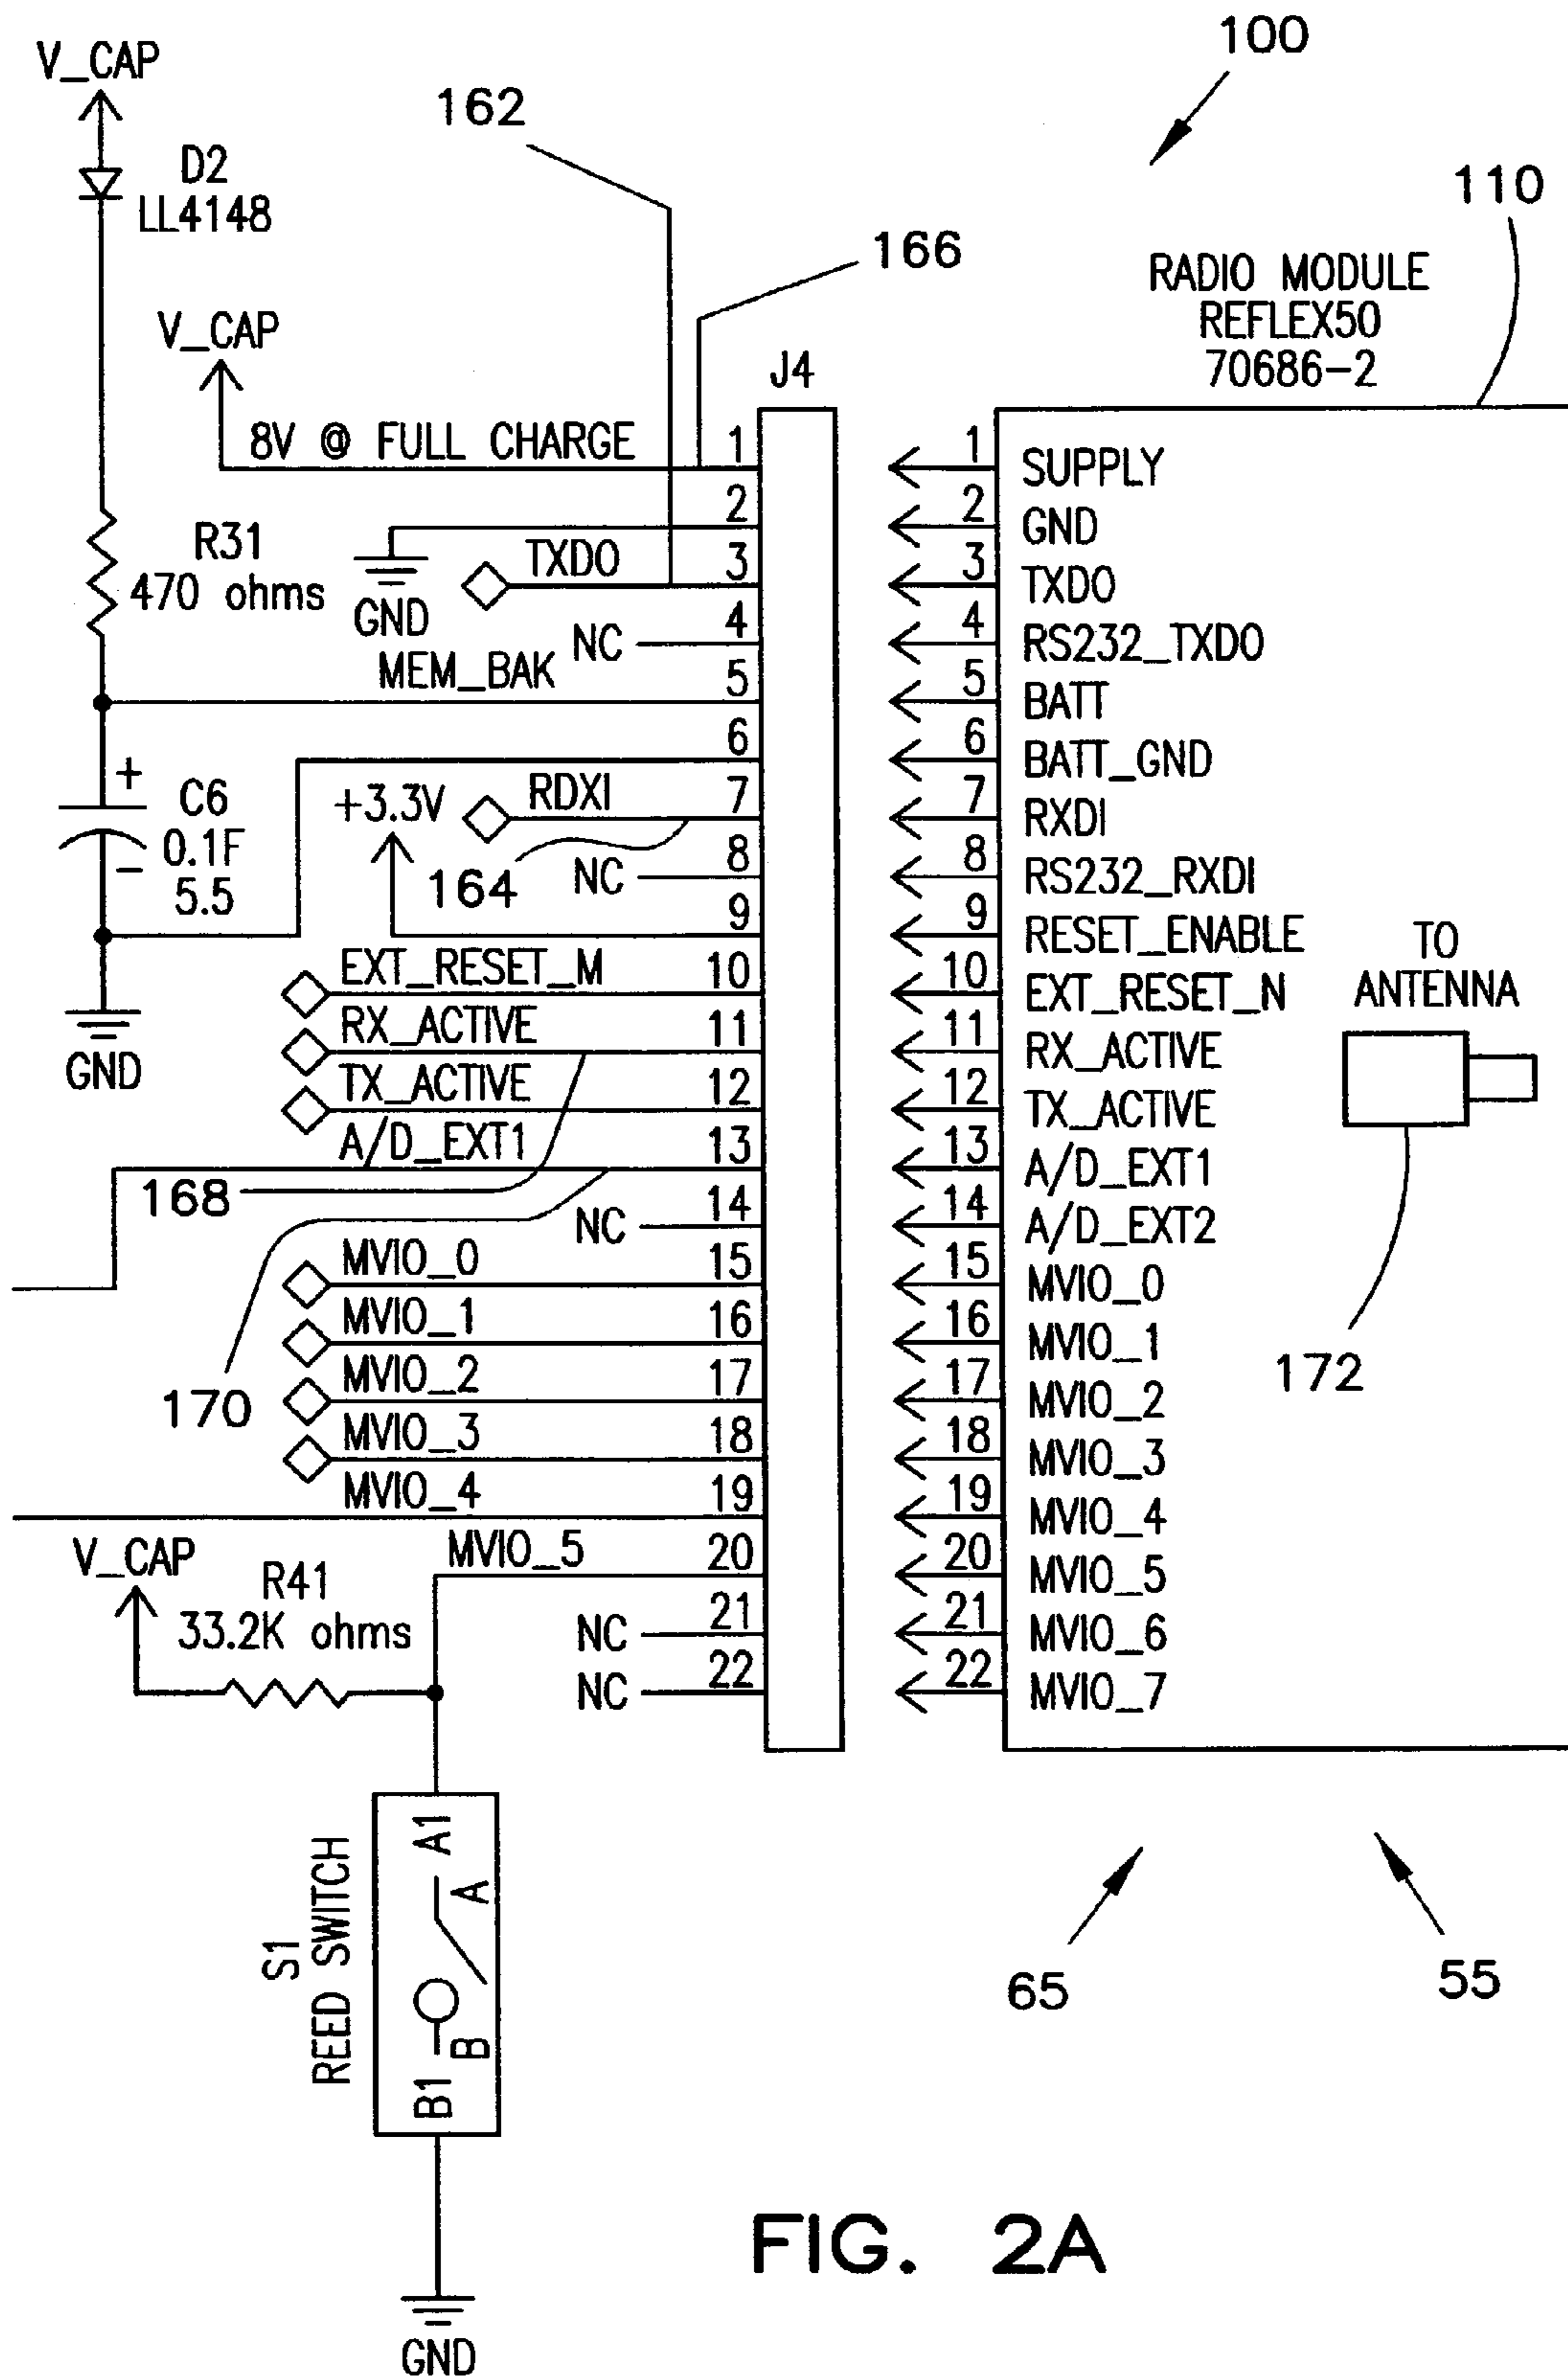 100
V_CAP
162
D2
LL4148
110
166
RADIO MODULE
REFLEX50
70686-2
V_CAP
J4
8V @ FULL CHARGE 1
1 SUPPLY
2
2 GND
R31
470 ohms
GND
TXDO 3
3 TXDO
NC 4
4 RS232_TXDO
MEM_BAK 5
5 BATT
6
6 BATT_GND
+
C6
0.1F
5.5
-
+3.3V
RDXI 7
7 RXDI
164
NC 8
8 RS232_RXDI
9
9 RESET_ENABLE
TO
ANTENNA
EXT_RESET_M 10
10 EXT_RESET_N
GND
RX_ACTIVE 11
11 RX_ACTIVE
TX_ACTIVE 12
12 TX_ACTIVE
A/D_EXT1 13
13 A/D_EXT1
168
NC 14
14 A/D_EXT2
MVIO_0 15
15 MVIO_0
MVIO_1 16
16 MVIO_1
172
170
MVIO_2 17
17 MVIO_2
MVIO_3 18
18 MVIO_3
MVIO_4 19
19 MVIO_4
V_CAP
R41
33.2K ohms
MVIO_5 20
20 MVIO_5
NC 21
21 MVIO_6
NC 22
22 MVIO_7
S1
REED SWITCH
A1
A
B
B1
65
55
GND
FIG. 2A